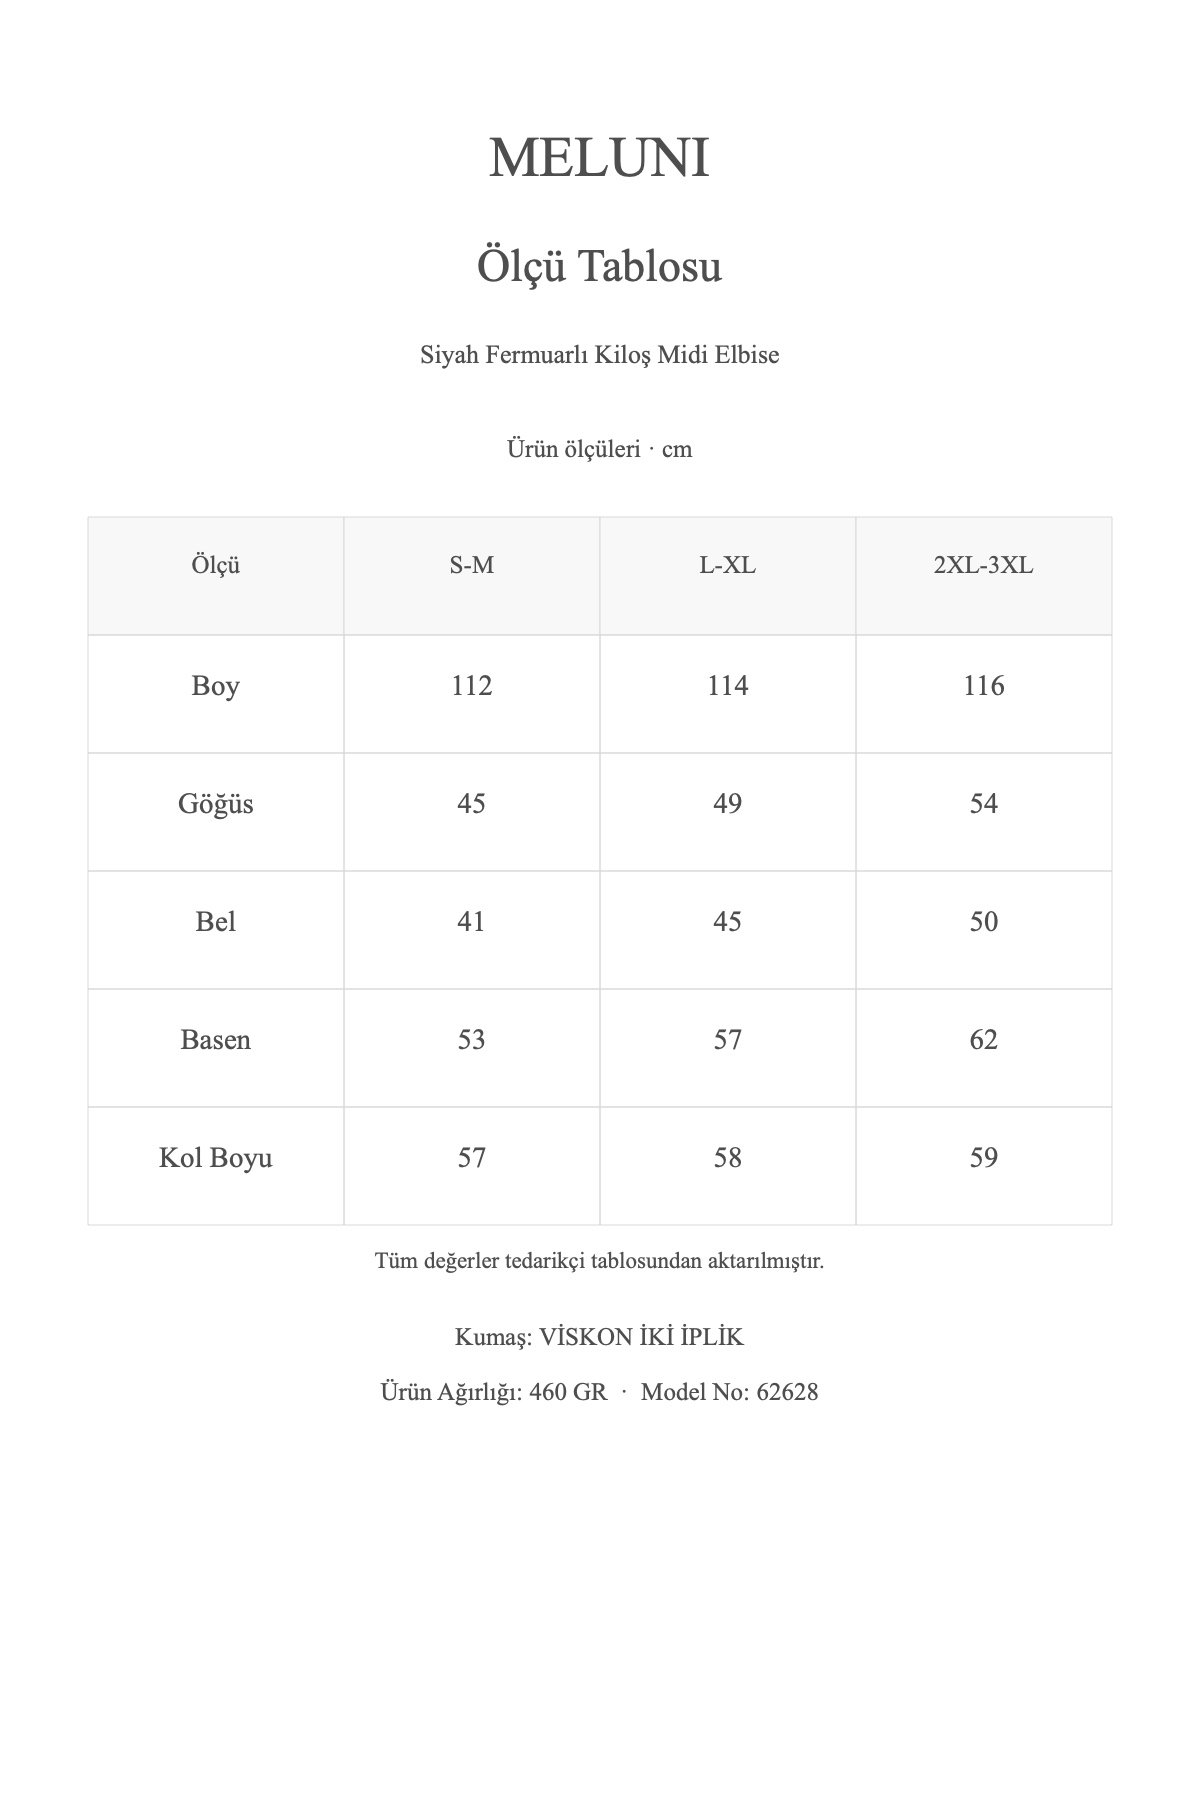 MELUNI
Ölçü Tablosu
Siyah Fermuarlı Kiloş Midi Elbise
Ürün ölçüleri · cm
Ölçü S-M L-XL 2XL-3XL
Boy 112 114 116
Göğüs 45 49 54
Bel 41 45 50
Basen 53 57 62
Kol Boyu 57 58 59
Tüm değerler tedarikçi tablosundan aktarılmıştır.
Kumaş: VİSKON İKİ İPLİK
Ürün Ağırlığı: 460 GR · Model No: 62628